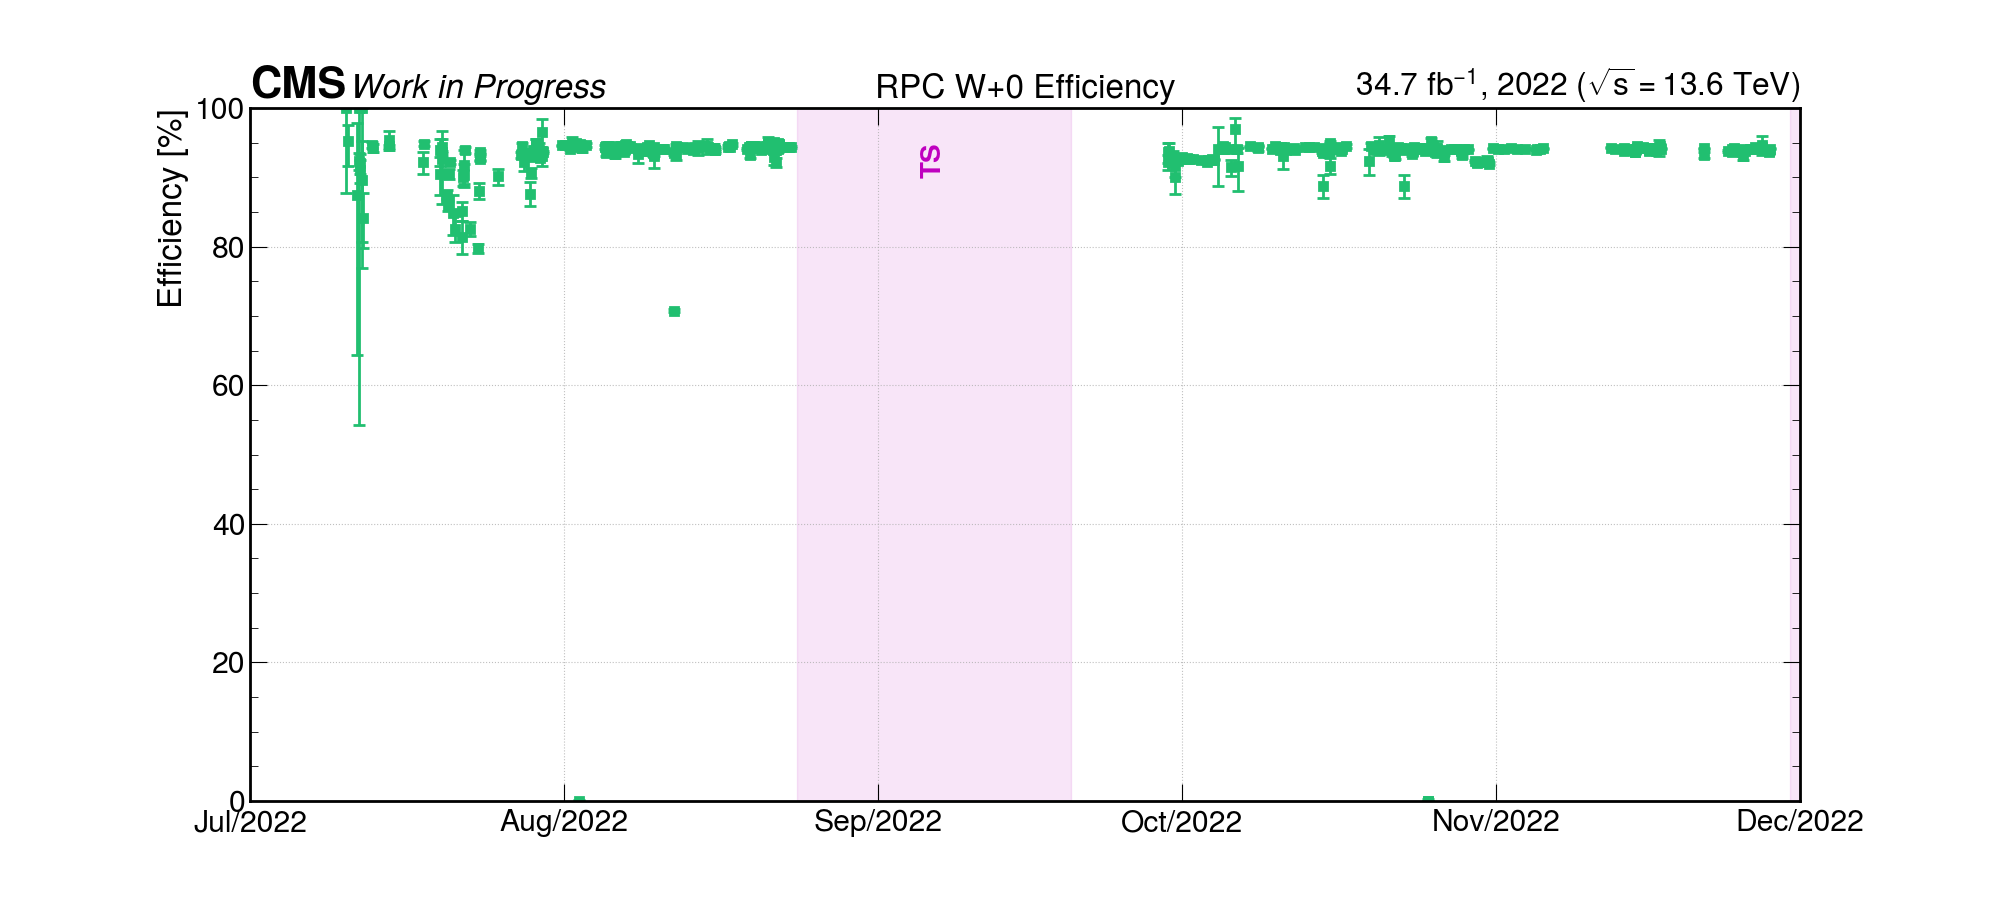 CMS Work in Progress RPC W+0 Efficiency 34.7 fb⁻¹, 2022 (√s = 13.6 TeV)
Efficiency [%]
100
80
60
40
20
0
TS
Jul/2022 Aug/2022 Sep/2022 Oct/2022 Nov/2022 Dec/2022